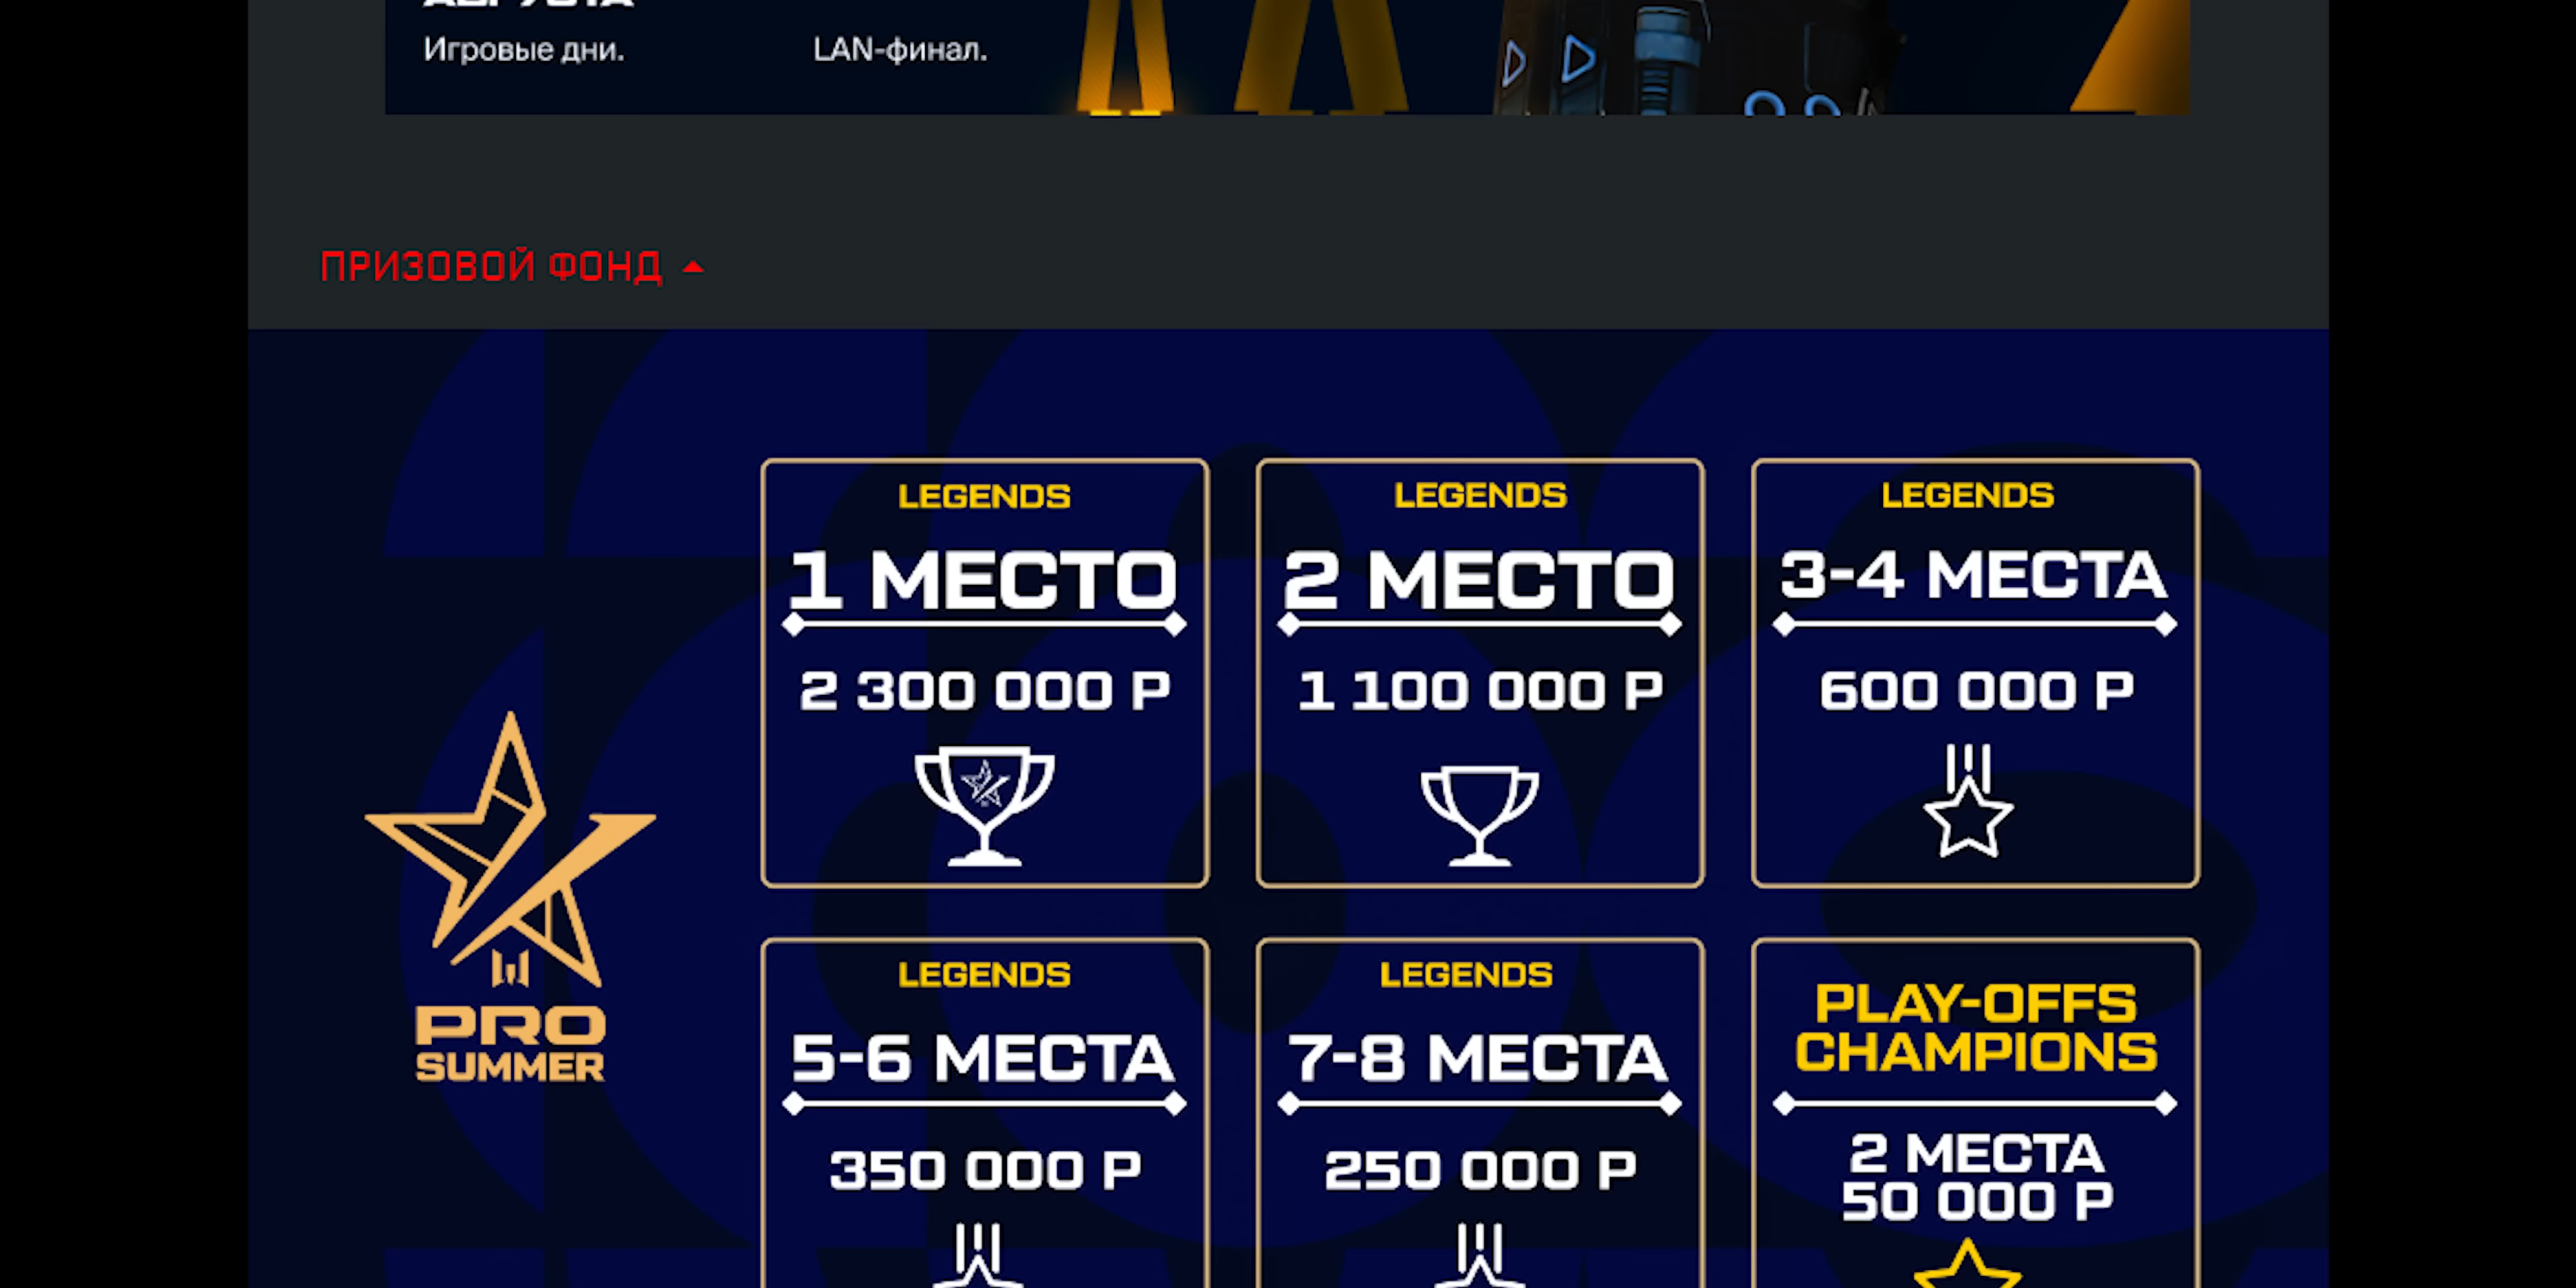 Игровые дни.
LAN-финал.
ПРИЗОВОЙ ФОНД
LEGENDS
1 МЕСТО
2 300 000 Р
LEGENDS
2 МЕСТО
1 100 000 Р
LEGENDS
3-4 МЕСТА
600 000 Р
PRO
SUMMER
LEGENDS
5-6 МЕСТА
350 000 Р
LEGENDS
7-8 МЕСТА
250 000 Р
PLAY-OFFS
CHAMPIONS
2 МЕСТА
50 000 Р